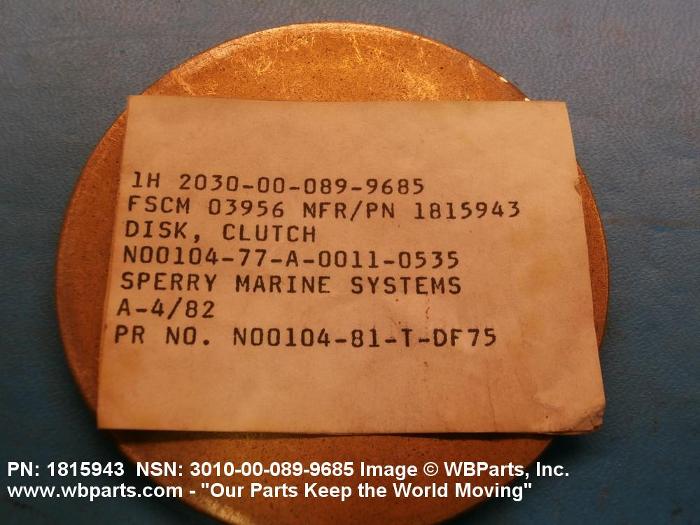 1H 2030-00-089-9685
FSCM 03956 NFR/PN 1815943
DISK, CLUTCH
N00104-77-A-0011-0535
SPERRY MARINE SYSTEMS
A-4/82
PR NO. N00104-81-T-DF75
PN: 1815943 NSN: 3010-00-089-9685 Image © WBParts, Inc.
www.wbparts.com - "Our Parts Keep the World Moving"